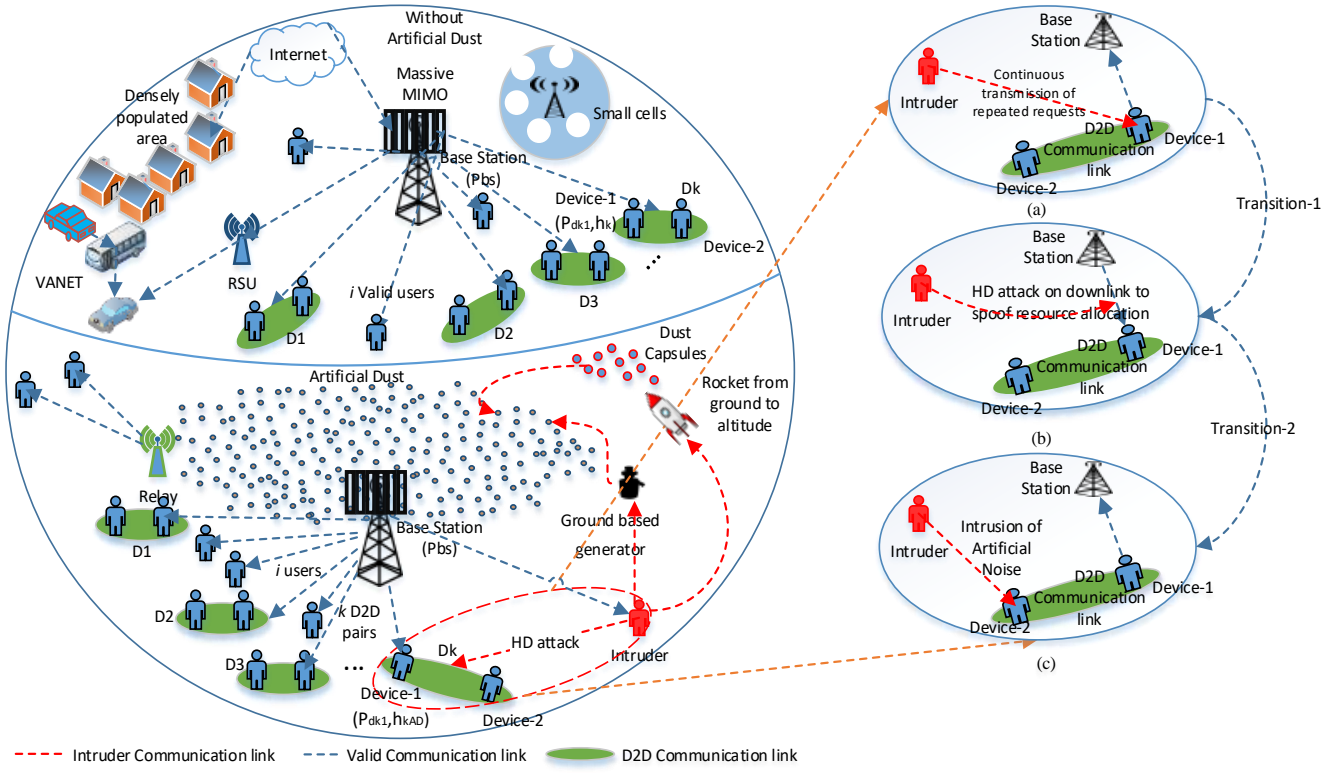 Without
Artificial Dust
Internet
Massive
MIMO
Densely
populated
area
Small cells
Base Station
(Pbs)
Device-1
(Pdk1,hk)
Dk
Device-2
VANET
RSU
i Valid users
D1
D2
D3
...
Artificial Dust
Dust
Capsules
Rocket from
ground to
altitude
Relay
Base Station
(Pbs)
Ground based
generator
D1
i users
D2
k D2D
pairs
D3
...
Dk
HD attack
Intruder
Device-1
(Pdk1,hkAD)
Device-2
Base
Station
Intruder
Continuous
transmission of
repeated requests
D2D
Communication
link
Device-1
Device-2
(a)
Transition-1
Base
Station
Intruder
HD attack on downlink to
spoof resource allocation
D2D
Communication
link
Device-1
Device-2
(b)
Transition-2
Base
Station
Intruder
Intrusion of
Artificial
Noise
D2D
Communication
link
Device-1
Device-2
(c)
Intruder Communication link
Valid Communication link
D2D Communication link